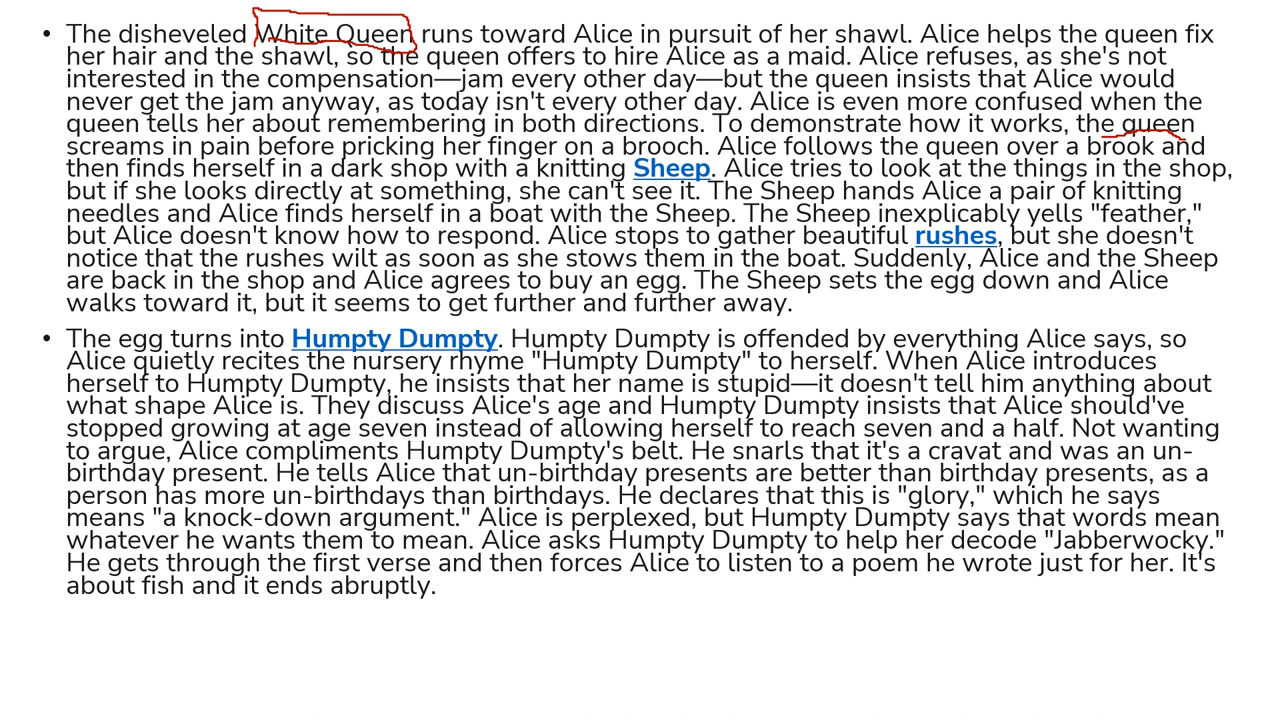 • The disheveled White Queen runs toward Alice in pursuit of her shawl. Alice helps the queen fix
her hair and the shawl, so the queen offers to hire Alice as a maid. Alice refuses, as she's not
interested in the compensation—jam every other day—but the queen insists that Alice would
never get the jam anyway, as today isn't every other day. Alice is even more confused when the
queen tells her about remembering in both directions. To demonstrate how it works, the queen
screams in pain before pricking her finger on a brooch. Alice follows the queen over a brook and
then finds herself in a dark shop with a knitting Sheep. Alice tries to look at the things in the shop,
but if she looks directly at something, she can't see it. The Sheep hands Alice a pair of knitting
needles and Alice finds herself in a boat with the Sheep. The Sheep inexplicably yells "feather,"
but Alice doesn't know how to respond. Alice stops to gather beautiful rushes, but she doesn't
notice that the rushes wilt as soon as she stows them in the boat. Suddenly, Alice and the Sheep
are back in the shop and Alice agrees to buy an egg. The Sheep sets the egg down and Alice
walks toward it, but it seems to get further and further away.
• The egg turns into Humpty Dumpty. Humpty Dumpty is offended by everything Alice says, so
Alice quietly recites the nursery rhyme "Humpty Dumpty" to herself. When Alice introduces
herself to Humpty Dumpty, he insists that her name is stupid—it doesn't tell him anything about
what shape Alice is. They discuss Alice's age and Humpty Dumpty insists that Alice should've
stopped growing at age seven instead of allowing herself to reach seven and a half. Not wanting
to argue, Alice compliments Humpty Dumpty's belt. He snarls that it's a cravat and was an un-
birthday present. He tells Alice that un-birthday presents are better than birthday presents, as a
person has more un-birthdays than birthdays. He declares that this is "glory," which he says
means "a knock-down argument." Alice is perplexed, but Humpty Dumpty says that words mean
whatever he wants them to mean. Alice asks Humpty Dumpty to help her decode "Jabberwocky."
He gets through the first verse and then forces Alice to listen to a poem he wrote just for her. It's
about fish and it ends abruptly.